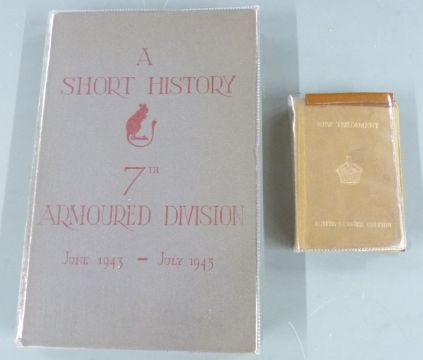 A
SHORT HISTORY
7TH
ARMOURED DIVISION
JUNE 1943 - JULY 1945
NEW TESTAMENT